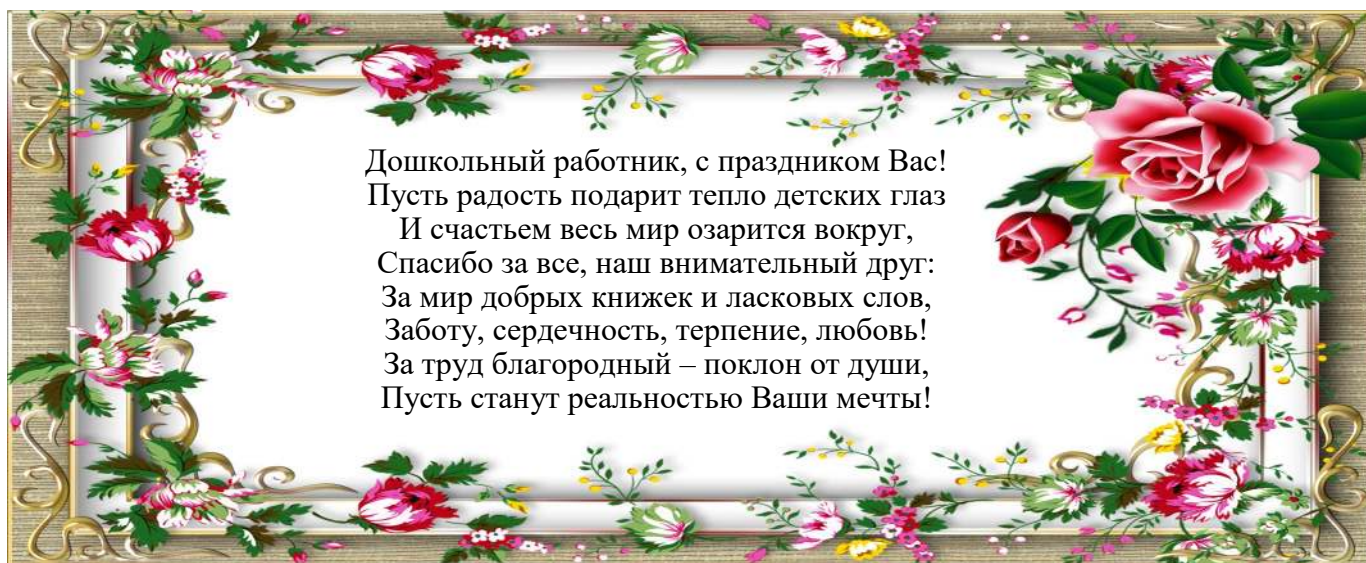 Дошкольный работник, с праздником Вас!
Пусть радость подарит тепло детских глаз
И счастьем весь мир озарится вокруг,
Спасибо за все, наш внимательный друг:
За мир добрых книжек и ласковых слов,
Заботу, сердечность, терпение, любовь!
За труд благородный – поклон от души,
Пусть станут реальностью Ваши мечты!